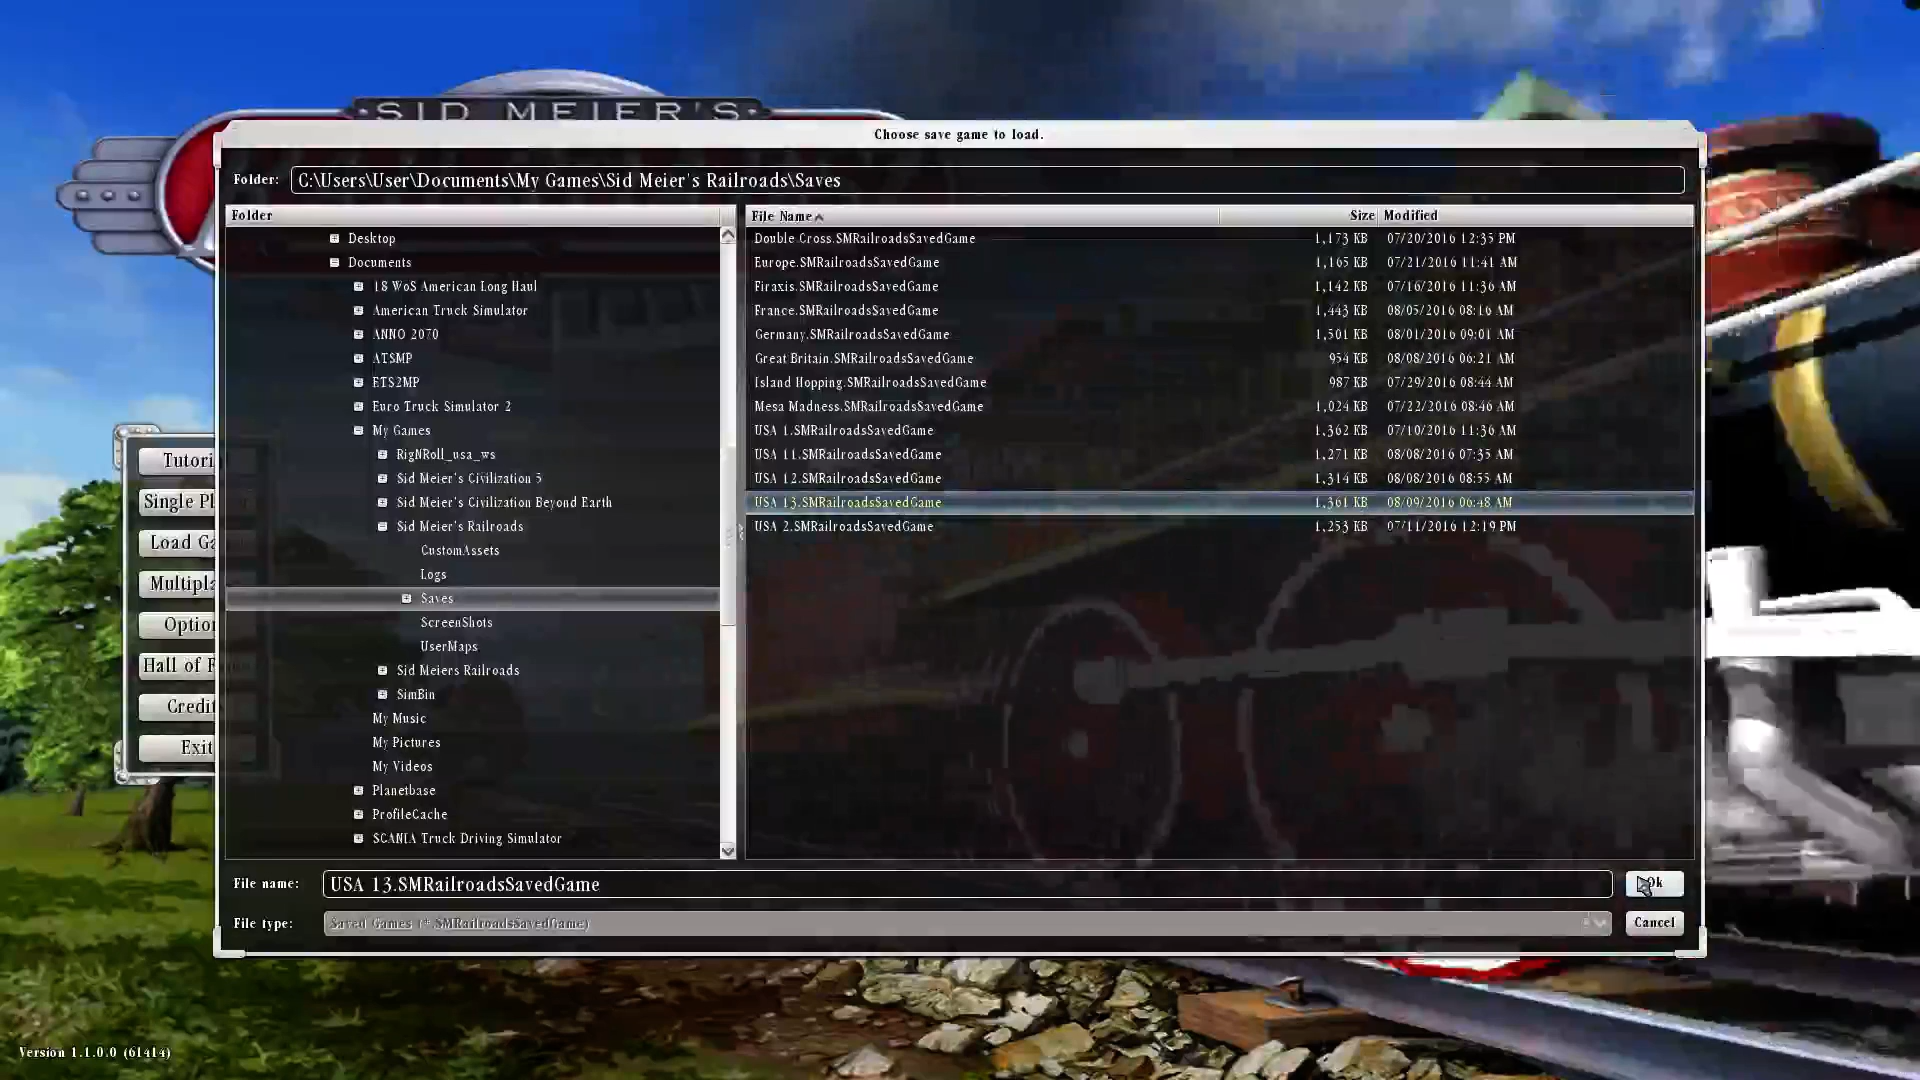 SID MEIER'S
Choose save game to load.
Folder: C:\Users\User\Documents\My Games\Sid Meier's Railroads\Saves
Folder
File Name Size Modified
Desktop
Documents
18 WoS American Long Haul
American Truck Simulator
ANNO 2070
ATSMP
ETS2MP
Euro Truck Simulator 2
My Games
RigNRoll_usa_ws
Sid Meier's Civilization 5
Sid Meier's Civilization Beyond Earth
Sid Meier's Railroads
CustomAssets
Logs
Saves
ScreenShots
UserMaps
Sid Meiers Railroads
SimBin
My Music
My Pictures
My Videos
Planetbase
ProfileCache
SCANIA Truck Driving Simulator
Double Cross.SMRailroadsSavedGame 1,173 KB 07/20/2016 12:35 PM
Europe.SMRailroadsSavedGame 1,165 KB 07/21/2016 11:41 AM
Firaxis.SMRailroadsSavedGame 1,142 KB 07/16/2016 11:36 AM
France.SMRailroadsSavedGame 1,443 KB 08/05/2016 08:16 AM
Germany.SMRailroadsSavedGame 1,501 KB 08/01/2016 09:01 AM
Great Britain.SMRailroadsSavedGame 954 KB 08/08/2016 06:21 AM
Island Hopping.SMRailroadsSavedGame 987 KB 07/29/2016 08:44 AM
Mesa Madness.SMRailroadsSavedGame 1,024 KB 07/22/2016 08:46 AM
USA 1.SMRailroadsSavedGame 1,362 KB 07/10/2016 11:36 AM
USA 11.SMRailroadsSavedGame 1,271 KB 08/08/2016 07:35 AM
USA 12.SMRailroadsSavedGame 1,314 KB 08/08/2016 08:55 AM
USA 13.SMRailroadsSavedGame 1,361 KB 08/09/2016 06:48 AM
USA 2.SMRailroadsSavedGame 1,253 KB 07/11/2016 12:19 PM
Tutori
Single Pl
Load Ga
Multipla
Option
Hall of F
Credit
Exit
File name: USA 13.SMRailroadsSavedGame Ok
File type: Saved Games (*.SMRailroadsSavedGame) Cancel
Version 1.1.0.0 (61414)